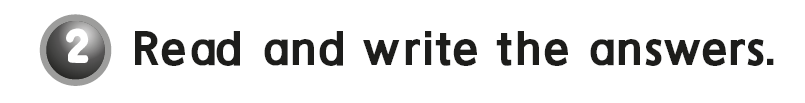 2 Read and write the answers.